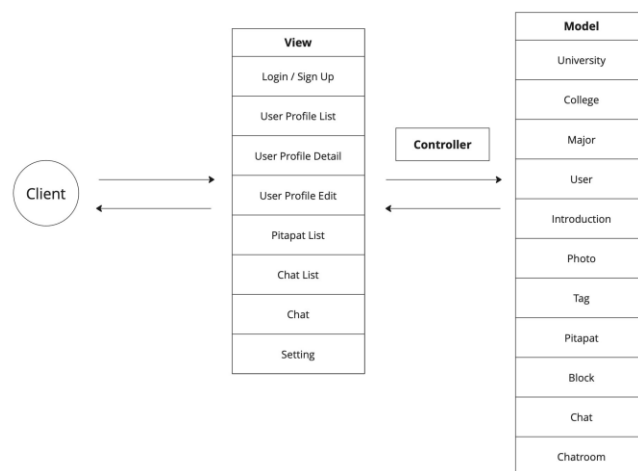 Client
View
Login / Sign Up
User Profile List
User Profile Detail
User Profile Edit
Pitapat List
Chat List
Chat
Setting
Controller
Model
University
College
Major
User
Introduction
Photo
Tag
Pitapat
Block
Chat
Chatroom